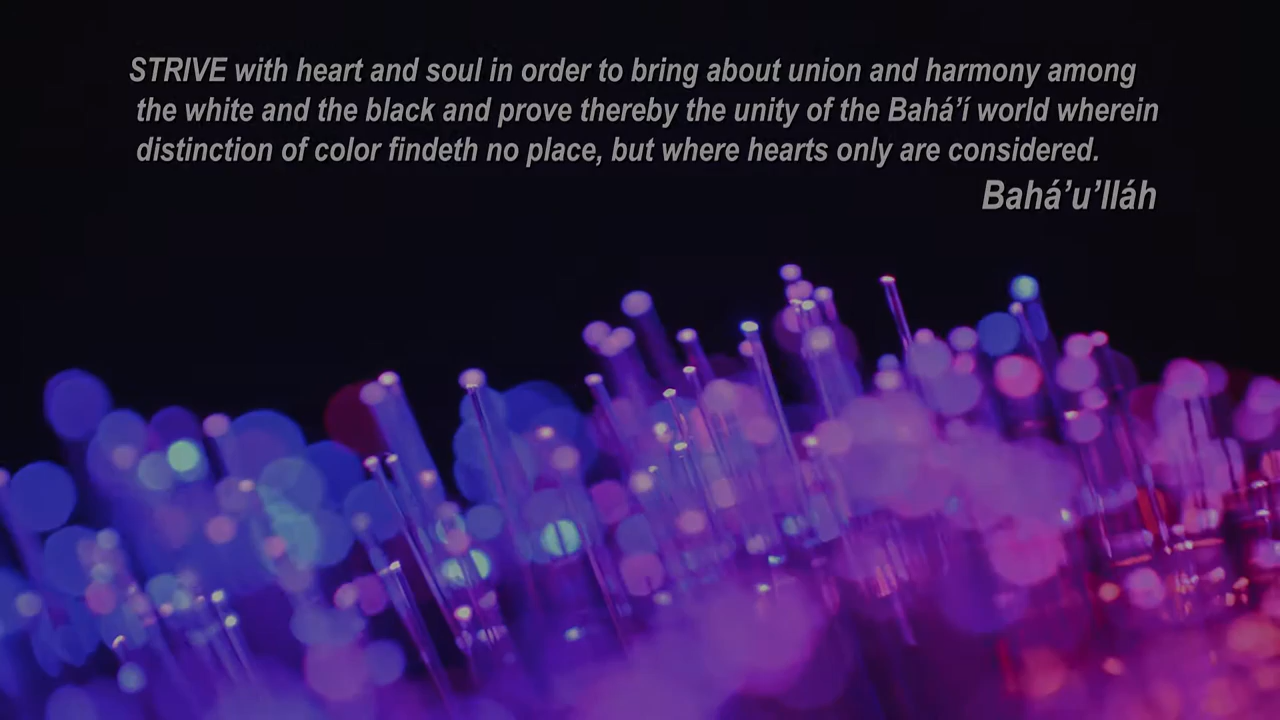 STRIVE with heart and soul in order to bring about union and harmony among
the white and the black and prove thereby the unity of the Bahá’í world wherein
distinction of color findeth no place, but where hearts only are considered.
Bahá’u’lláh